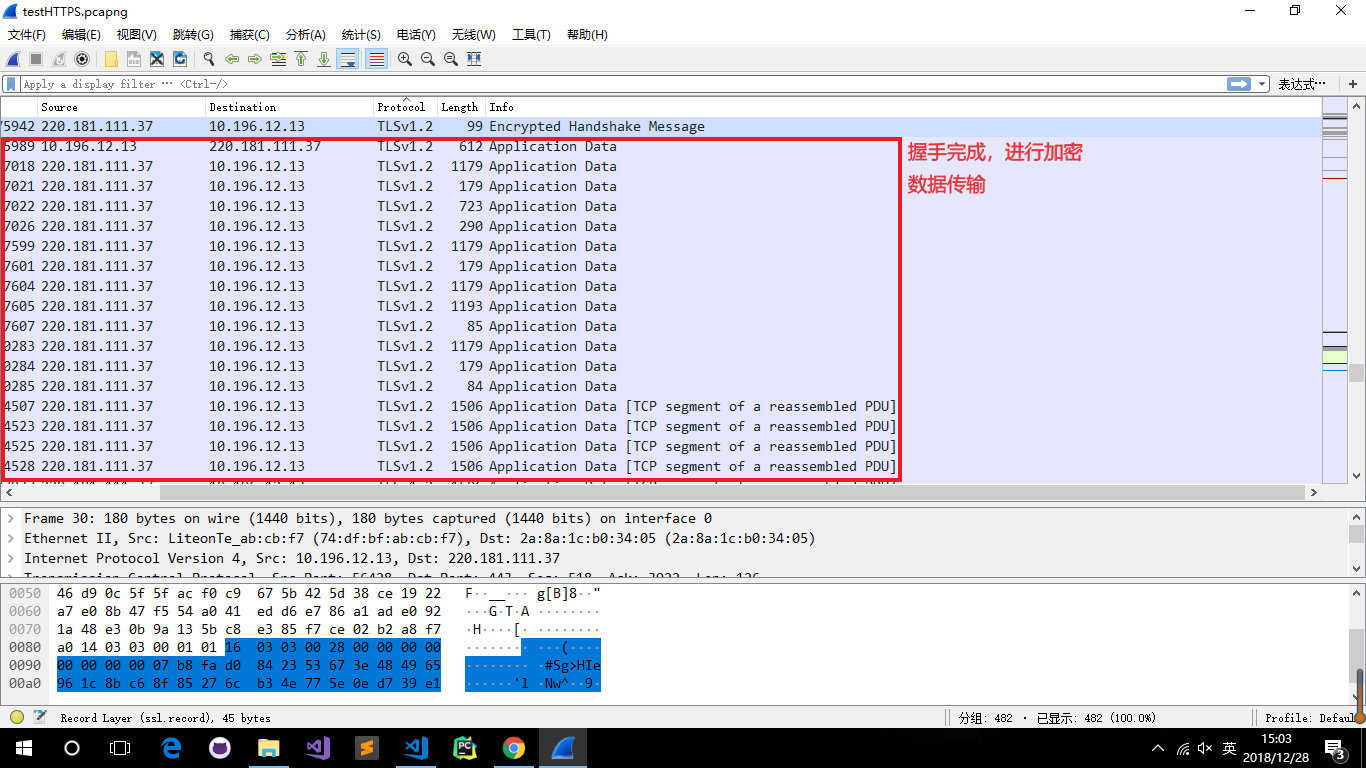 testHTTPS.pcapng
文件(F) 编辑(E) 视图(V) 跳转(G) 捕获(C) 分析(A) 统计(S) 电话(Y) 无线(W) 工具(T) 帮助(H)
Apply a display filter … <Ctrl-/> 表达式… +
Source Destination Protocol Length Info
75942 220.181.111.37 10.196.12.13 TLSv1.2 99 Encrypted Handshake Message
5989 10.196.12.13 220.181.111.37 TLSv1.2 612 Application Data
7018 220.181.111.37 10.196.12.13 TLSv1.2 1179 Application Data
7021 220.181.111.37 10.196.12.13 TLSv1.2 179 Application Data
7022 220.181.111.37 10.196.12.13 TLSv1.2 723 Application Data
7026 220.181.111.37 10.196.12.13 TLSv1.2 290 Application Data
7599 220.181.111.37 10.196.12.13 TLSv1.2 1179 Application Data
7601 220.181.111.37 10.196.12.13 TLSv1.2 179 Application Data
7604 220.181.111.37 10.196.12.13 TLSv1.2 1179 Application Data
7605 220.181.111.37 10.196.12.13 TLSv1.2 1193 Application Data
7607 220.181.111.37 10.196.12.13 TLSv1.2 85 Application Data
0283 220.181.111.37 10.196.12.13 TLSv1.2 1179 Application Data
0284 220.181.111.37 10.196.12.13 TLSv1.2 179 Application Data
0285 220.181.111.37 10.196.12.13 TLSv1.2 84 Application Data
4507 220.181.111.37 10.196.12.13 TLSv1.2 1506 Application Data [TCP segment of a reassembled PDU]
4523 220.181.111.37 10.196.12.13 TLSv1.2 1506 Application Data [TCP segment of a reassembled PDU]
4525 220.181.111.37 10.196.12.13 TLSv1.2 1506 Application Data [TCP segment of a reassembled PDU]
4528 220.181.111.37 10.196.12.13 TLSv1.2 1506 Application Data [TCP segment of a reassembled PDU]
握手完成，进行加密
数据传输
Frame 30: 180 bytes on wire (1440 bits), 180 bytes captured (1440 bits) on interface 0
Ethernet II, Src: LiteonTe_ab:cb:f7 (74:df:bf:ab:cb:f7), Dst: 2a:8a:1c:b0:34:05 (2a:8a:1c:b0:34:05)
Internet Protocol Version 4, Src: 10.196.12.13, Dst: 220.181.111.37
0050 46 d9 0c 5f 5f ac f0 c9 67 5b 42 5d 38 ce 19 22 F··__··· g[B]8··"
0060 a7 e0 8b 47 f5 54 a0 41 ed d6 e7 86 a1 ad e0 92 ···G·T·A ········
0070 1a 48 e3 0b 9a 13 5b c8 e3 85 f7 ce 02 b2 a8 f7 ·H····[· ········
0080 a0 14 03 03 00 01 01 16 03 03 00 28 00 00 00 00 ········ ···(····
0090 00 00 00 00 07 b8 fa d0 84 23 53 67 3e 48 49 65 ········ ·#Sg>HIe
00a0 96 1c 8b c6 8f 85 27 6c b3 4e 77 5e 0e d7 39 e1 ······'l ·Nw^··9·
Record Layer (ssl.record), 45 bytes 分组: 482 · 已显示: 482 (100.0%) Profile: Defaul
英
15:03
2018/12/28
3